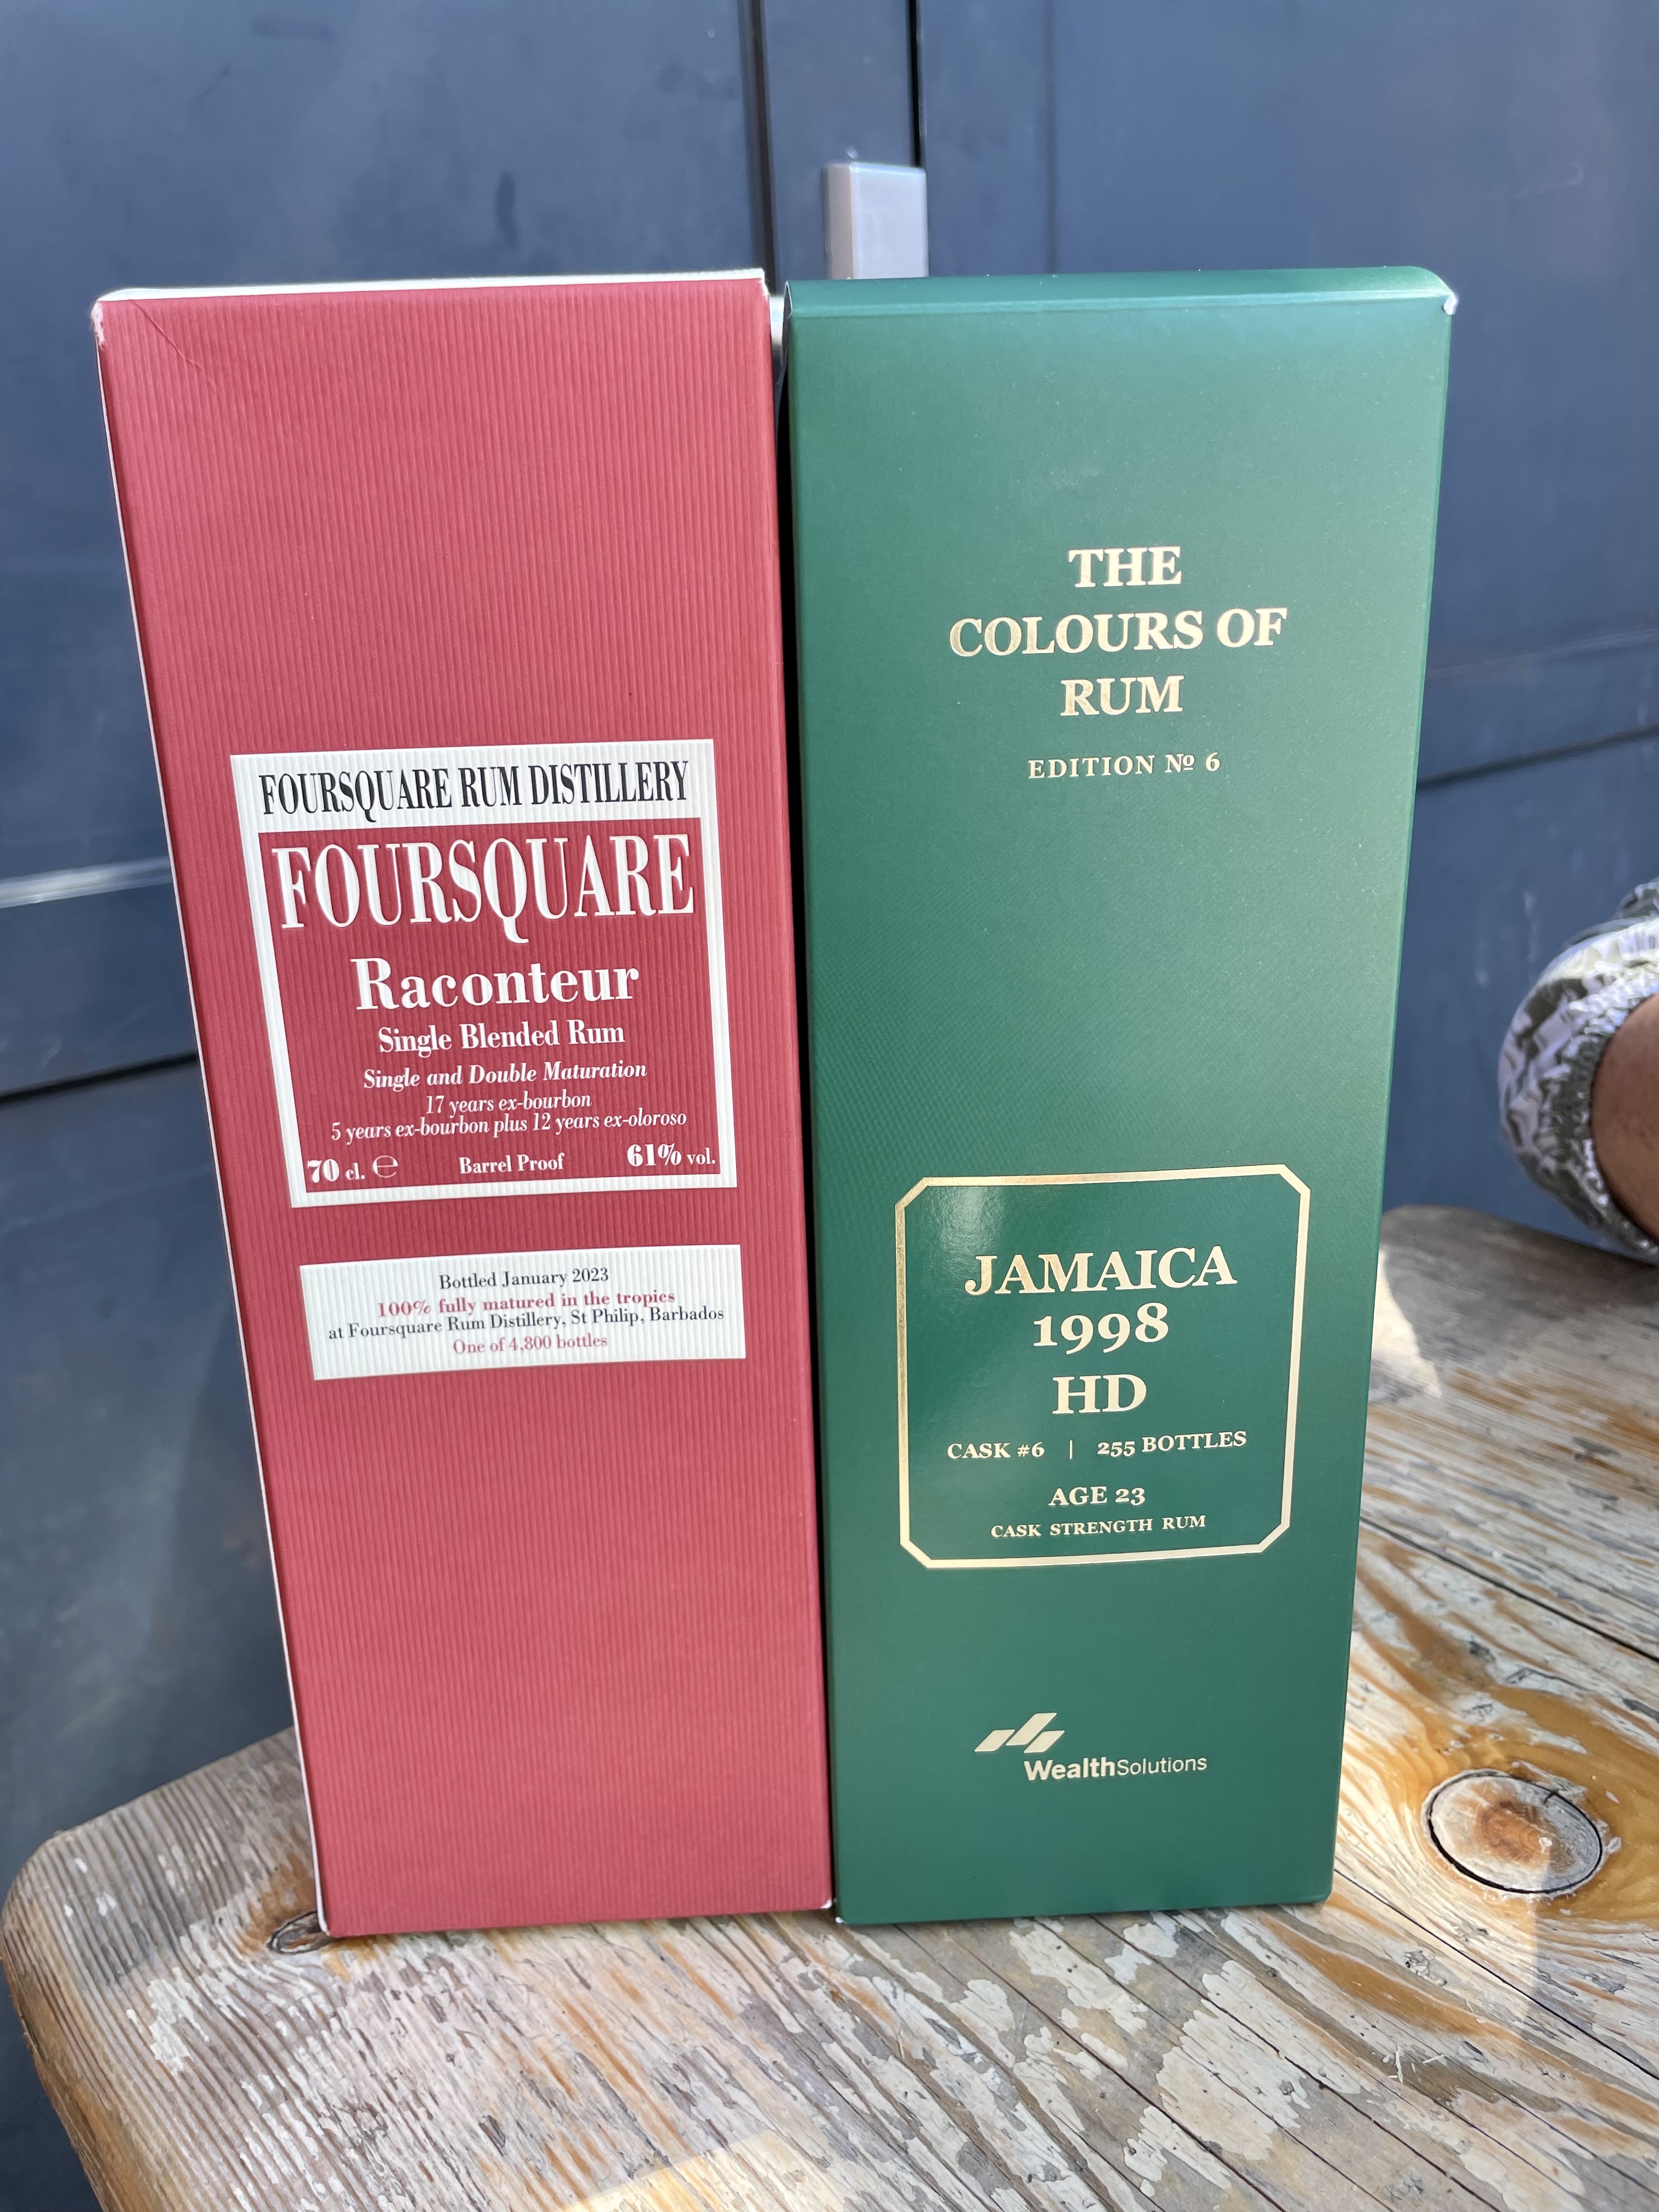 FOURSQUARE RUM DISTILLERY
FOURSQUARE
Raconteur
Single Blended Rum
Single and Double Maturation
17 years ex-bourbon
5 years ex-bourbon plus 12 years ex-oloroso
70 cl. ℮ Barrel Proof 61% vol.
Bottled January 2023
100% fully matured in the tropics
at Foursquare Rum Distillery, St Philip, Barbados
One of 4,800 bottles
THE
COLOURS OF
RUM
EDITION № 6
JAMAICA
1998
HD
CASK #6 | 255 BOTTLES
AGE 23
CASK STRENGTH RUM
WealthSolutions